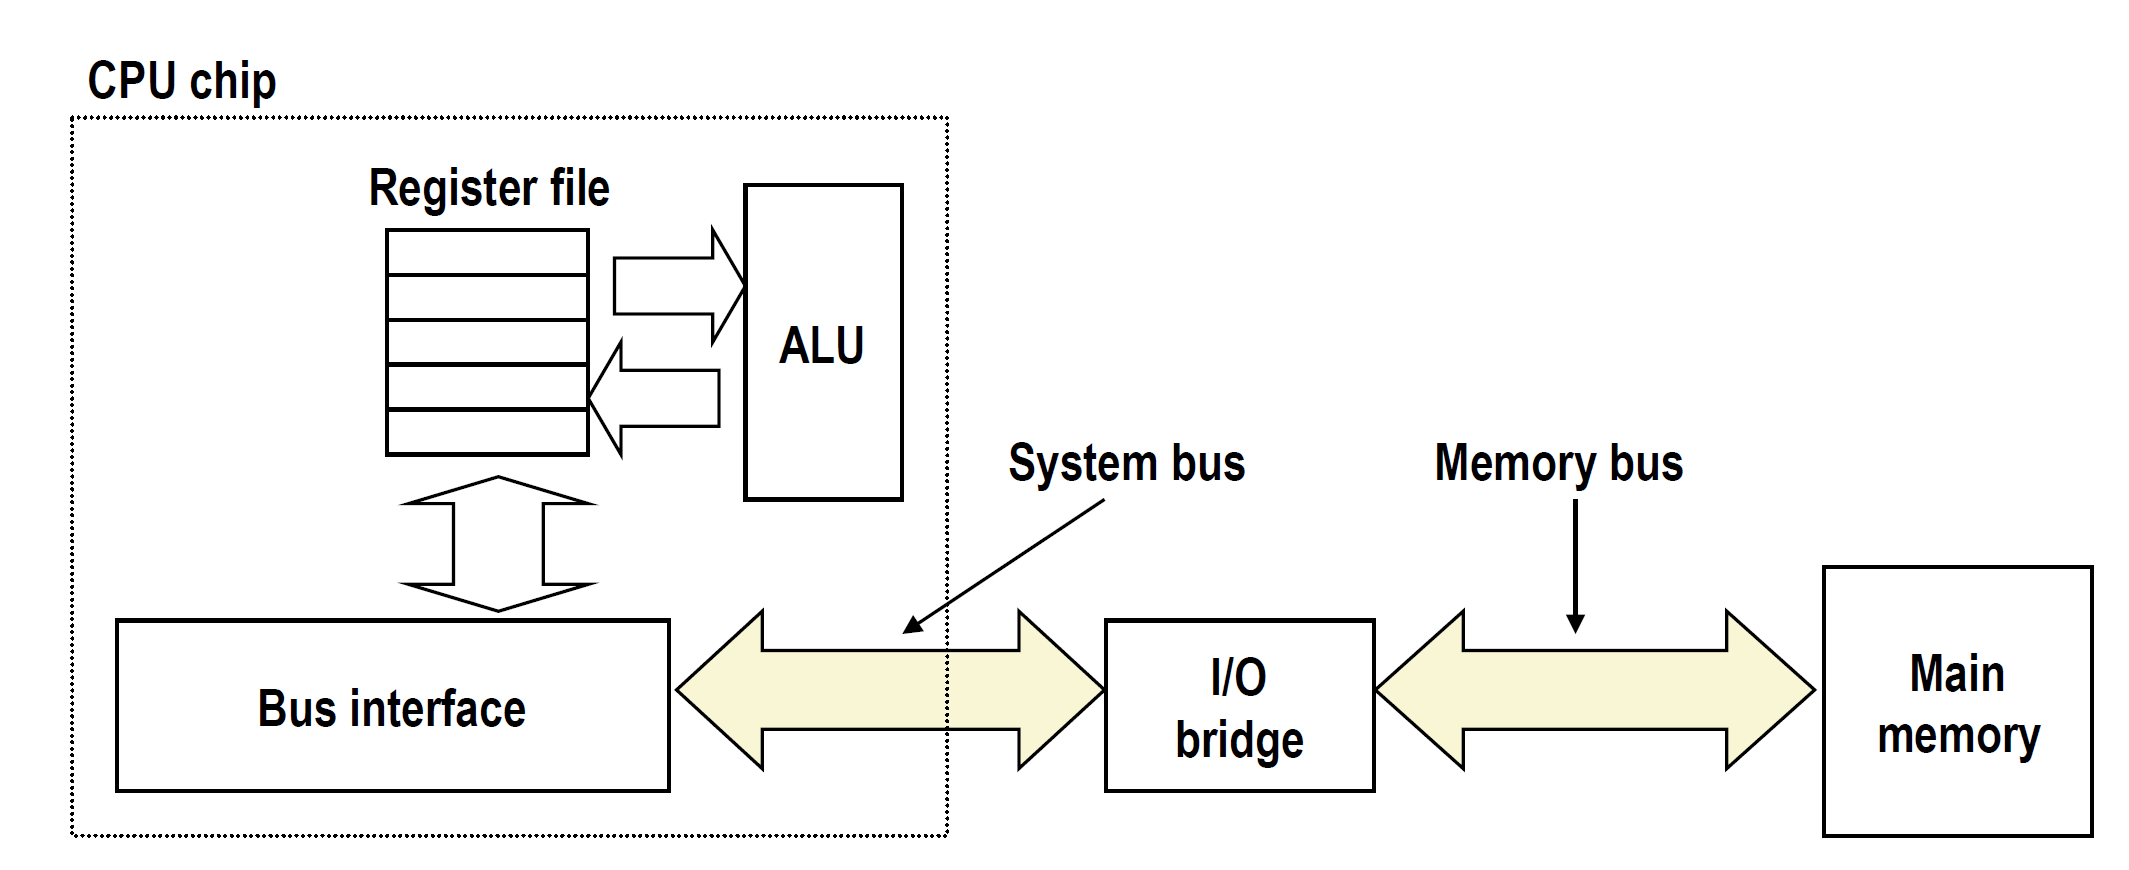 CPU chip
Register file
ALU
System bus
Memory bus
Bus interface
I/O
bridge
Main
memory